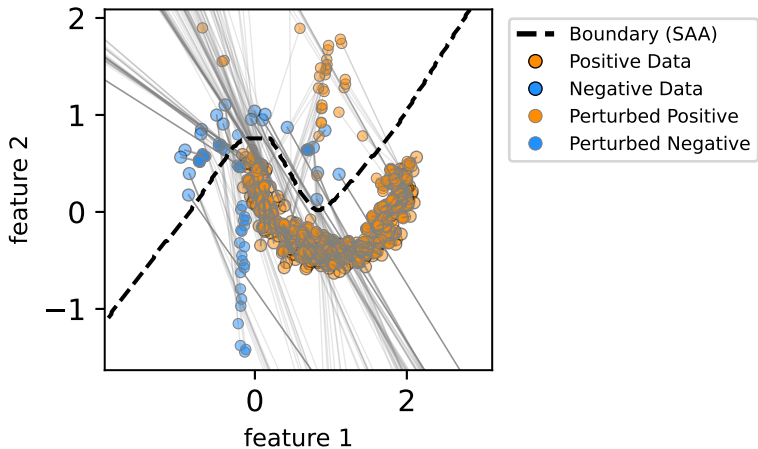 2
1
0
−1
feature 2
0
2
feature 1
Boundary (SAA)
Positive Data
Negative Data
Perturbed Positive
Perturbed Negative